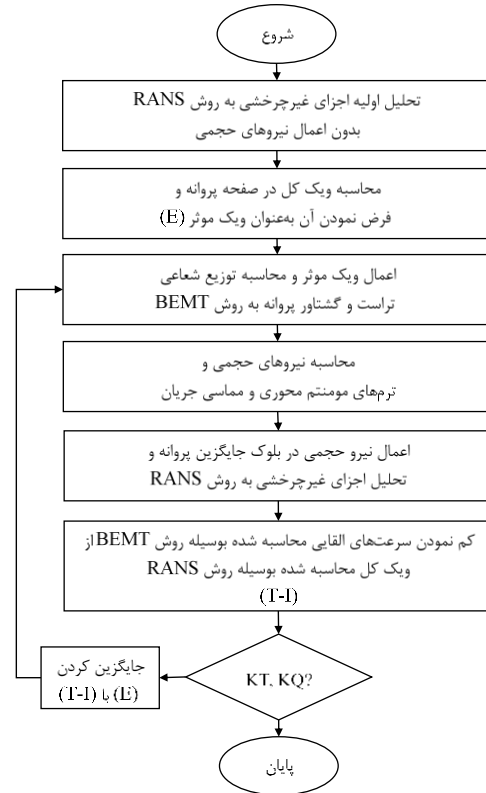 شروع
تحلیل اولیه اجزای غیرچرخشی به روش RANS
بدون اعمال نیروهای حجمی
محاسبه ویک کل در صفحه پروانه و
فرض نمودن آن به‌عنوان ویک موثر (E)
اعمال ویک موثر و محاسبه توزیع شعاعی
تراست و گشتاور پروانه به روش BEMT
محاسبه نیروهای حجمی و
ترم‌های مومنتم محوری و مماسی جریان
اعمال نیرو حجمی در بلوک جایگزین پروانه و
تحلیل اجزای غیرچرخشی به روش RANS
کم نمودن سرعت‌های القایی محاسبه شده بوسیله روش BEMT از
ویک کل محاسبه شده بوسیله روش RANS
(T-I)
KT, KQ?
جایگزین کردن
(E) با (T-I)
پایان